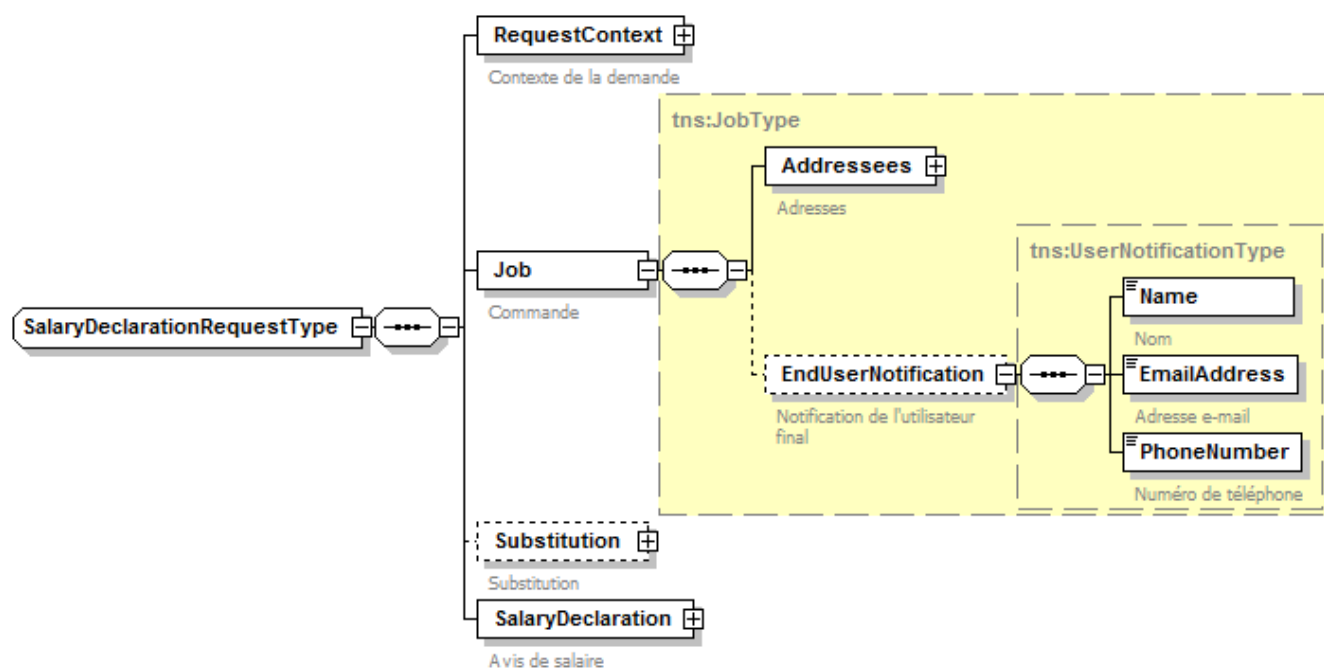 RequestContext
Contexte de la demande
tns:JobType
Addressees
Adresses
tns:UserNotificationType
Job
Commande
Name
Nom
SalaryDeclarationRequestType
EndUserNotification
Notification de l'utilisateur
final
EmailAddress
Adresse e-mail
PhoneNumber
Numéro de téléphone
Substitution
Substitution
SalaryDeclaration
Avis de salaire